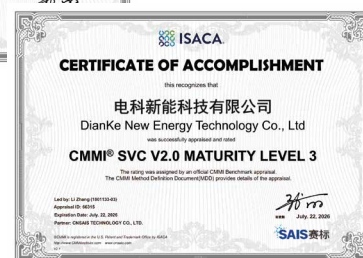 ISACA.
CERTIFICATE OF ACCOMPLISHMENT
this recognizes that
电科新能科技有限公司
DianKe New Energy Technology Co., Ltd
was successfully appraised and rated
CMMI® SVC V2.0 MATURITY LEVEL 3
The rating was assigned by an official CMMI Benchmark appraisal.
The CMMI Method Definition Document(MDD) provides details of the appraisal.
Led by: Li Zhang (1001133-03)
Appraisal ID: 66315
Expiration Date: July, 22, 2026
Partner: CNSAIS TECHNOLOGY CO., LTD.
July, 22, 2026
SAIS赛标